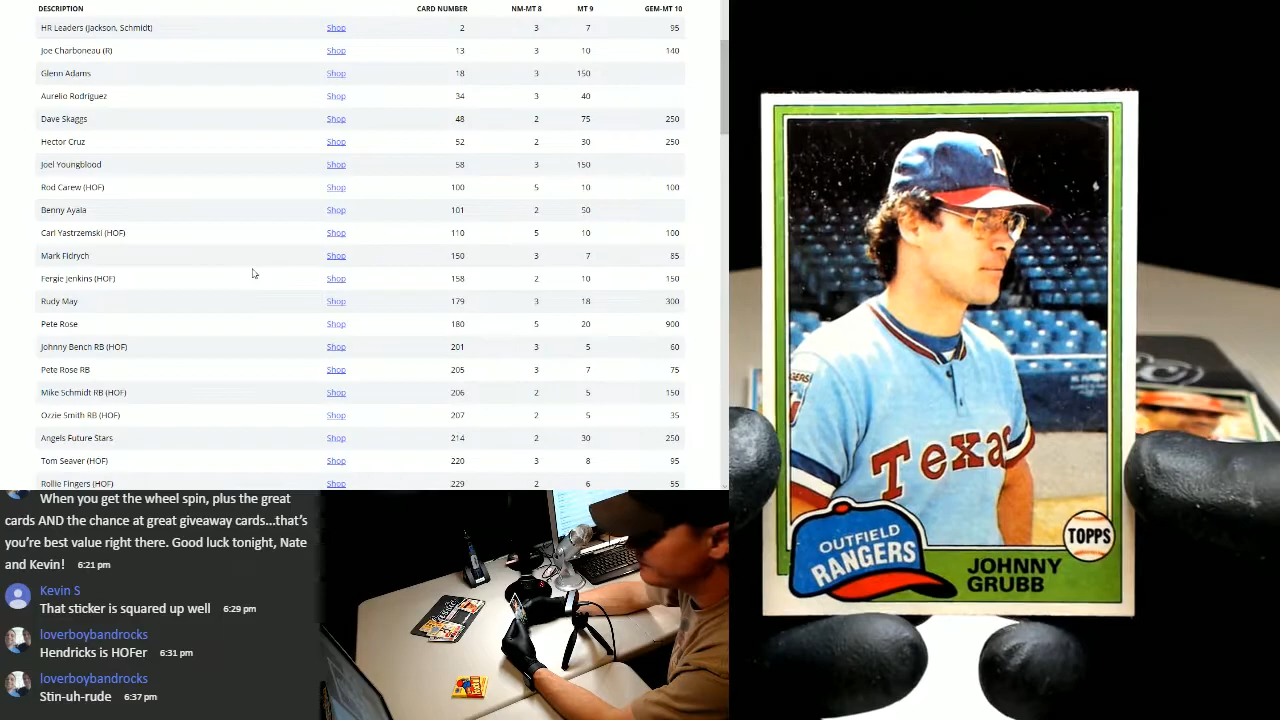 DESCRIPTION CARD NUMBER NM-MT 8 MT 9 GEM-MT 10
HR Leaders (Jackson, Schmidt) Shop 2 3 7 95
Joe Charboneau (R) Shop 13 3 10 140
Glenn Adams Shop 18 3 150
Aurelio Rodriguez Shop 34 3 40
Dave Skaggs Shop 48 2 75 250
Hector Cruz Shop 52 2 30 250
Joel Youngblood Shop 58 3 150
Rod Carew (HOF) Shop 100 5 10 100
Benny Ayala Shop 101 2 50
Carl Yastrzemski (HOF) Shop 110 5 10 100
Mark Fidrych Shop 150 3 7 85
Fergie Jenkins (HOF) Shop 158 2 10 150
Rudy May Shop 179 3 18 300
Pete Rose Shop 180 5 20 900
Johnny Bench RB (HOF) Shop 201 3 5 60
Pete Rose RB Shop 205 3 7 75
Mike Schmidt RB (HOF) Shop 206 2 5 150
Ozzie Smith RB (HOF) Shop 207 2 5 35
Angels Future Stars Shop 214 2 30 250
Tom Seaver (HOF) Shop 220 3 8 95
Rollie Fingers (HOF) Shop 229 2 6 55
When you get the wheel spin, plus the great
cards AND the chance at great giveaway cards...that's
you're best value right there. Good luck tonight, Nate
and Kevin! 6:21 pm
Kevin S
That sticker is squared up well 6:29 pm
loverboybandrocks
Hendricks is HOFer 6:31 pm
loverboybandrocks
Stin-uh-rude 6:37 pm
T
Texas
OUTFIELD
RANGERS
TOPPS
JOHNNY
GRUBB